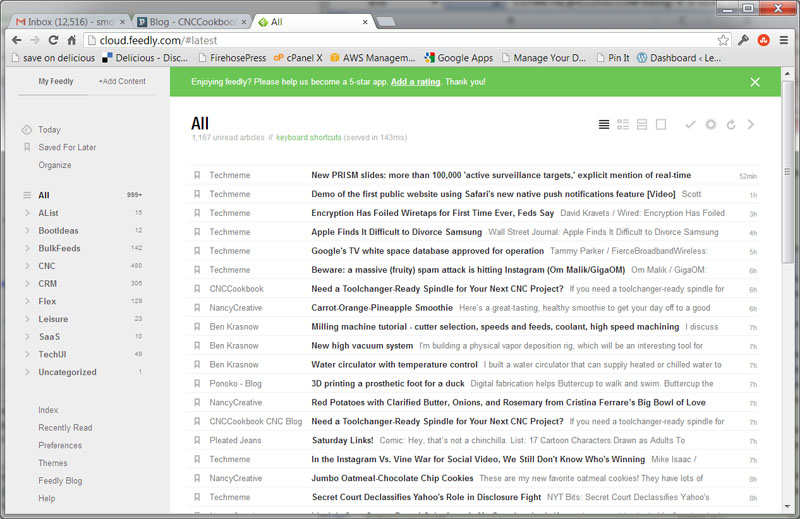 Inbox (12,516) - smo
Blog - CNCCookbook
All
cloud.feedly.com/#latest
save on delicious
Delicious - Disc...
FirehosePress
cPanel X
AWS Managem...
Google Apps
Manage Your D...
Pin It
Dashboard ‹ Le...
My Feedly
+Add Content
Enjoying feedly? Please help us become a 5-star app. Add a rating. Thank you!
Today
Saved For Later
Organize
All 999+
AList 15
BootIdeas 12
BulkFeeds 142
CNC 480
CRM 306
Flex 129
Leisure 23
SaaS 10
TechUI 49
Uncategorized 1
Index
Recently Read
Preferences
Themes
Feedly Blog
Help
All
1,167 unread articles // keyboard shortcuts (served in 143ms)
Techmeme New PRISM slides: more than 100,000 'active surveillance targets,' explicit mention of real-time 52min
Techmeme Demo of the first public website using Safari's new native push notifications feature [Video] Scott 1h
Techmeme Encryption Has Foiled Wiretaps for First Time Ever, Feds Say David Kravets / Wired: Encryption Has Foiled 3h
Techmeme Apple Finds It Difficult to Divorce Samsung Wall Street Journal: Apple Finds It Difficult to Divorce Samsung 4h
Techmeme Google's TV white space database approved for operation Tammy Parker / FierceBroadbandWireless: 5h
Techmeme Beware: a massive (fruity) spam attack is hitting Instagram (Om Malik/GigaOM) Om Malik / GigaOM: 6h
CNCCookbook Need a Toolchanger-Ready Spindle for Your Next CNC Project? If you need a toolchanger-ready spindle for 6h
NancyCreative Carrot-Orange-Pineapple Smoothie Here's a great-tasting, healthy smoothie to get your day off to a good 6h
Ben Krasnow Milling machine tutorial - cutter selection, speeds and feeds, coolant, high speed machining I discuss 7h
Ben Krasnow New high vacuum system I'm building a physical vapor deposition rig, which will be an interesting tool for 7h
Ben Krasnow Water circulator with temperature control I built a water circulator that can supply heated or chilled water to 7h
Ponoko - Blog 3D printing a prosthetic foot for a duck Digital fabrication helps Buttercup to walk and swim. Buttercup the 7h
NancyCreative Red Potatoes with Clarified Butter, Onions, and Rosemary from Cristina Ferrare's Big Bowl of Love 7h
CNCCookbook CNC Blog Need a Toolchanger-Ready Spindle for Your Next CNC Project? If you need a toolchanger-ready spindle for 7h
Pleated Jeans Saturday Links! Comic: Hey, that's not a chinchilla. List: 17 Cartoon Characters Drawn as Adults To 7h
Techmeme In the Instagram Vs. Vine War for Social Video, We Still Don't Know Who's Winning Mike Isaac / 7h
NancyCreative Jumbo Oatmeal-Chocolate Chip Cookies These are my new favorite oatmeal cookies! They have lots of 8h
Techmeme Secret Court Declassifies Yahoo's Role in Disclosure Fight NYT Bits: Secret Court Declassifies Yahoo's 8h